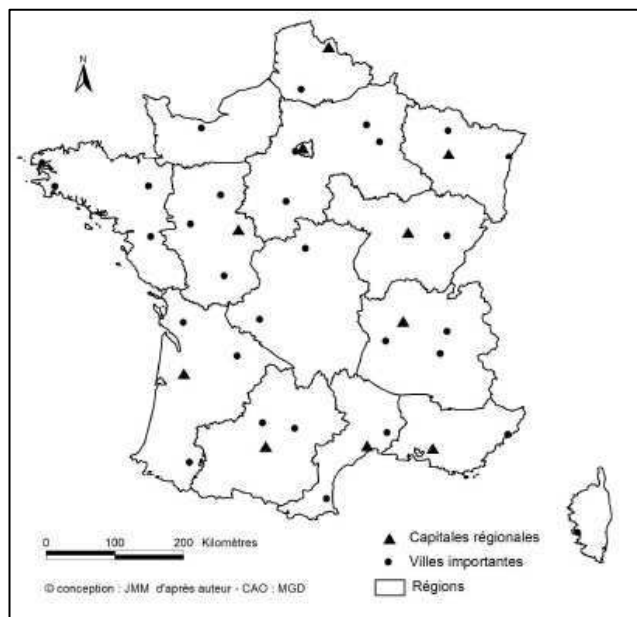 N
0 100 200 Kilomètres
© conception : JMM d'après auteur - CAO : MGD
Capitales régionales
Villes importantes
Régions